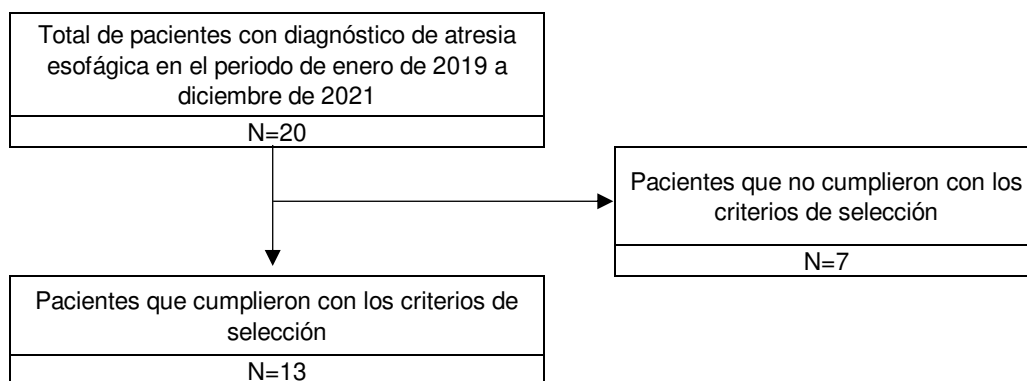 Total de pacientes con diagnóstico de atresia
esofágica en el periodo de enero de 2019 a
diciembre de 2021
N=20
Pacientes que no cumplieron con los
criterios de selección
N=7
Pacientes que cumplieron con los criterios de
selección
N=13